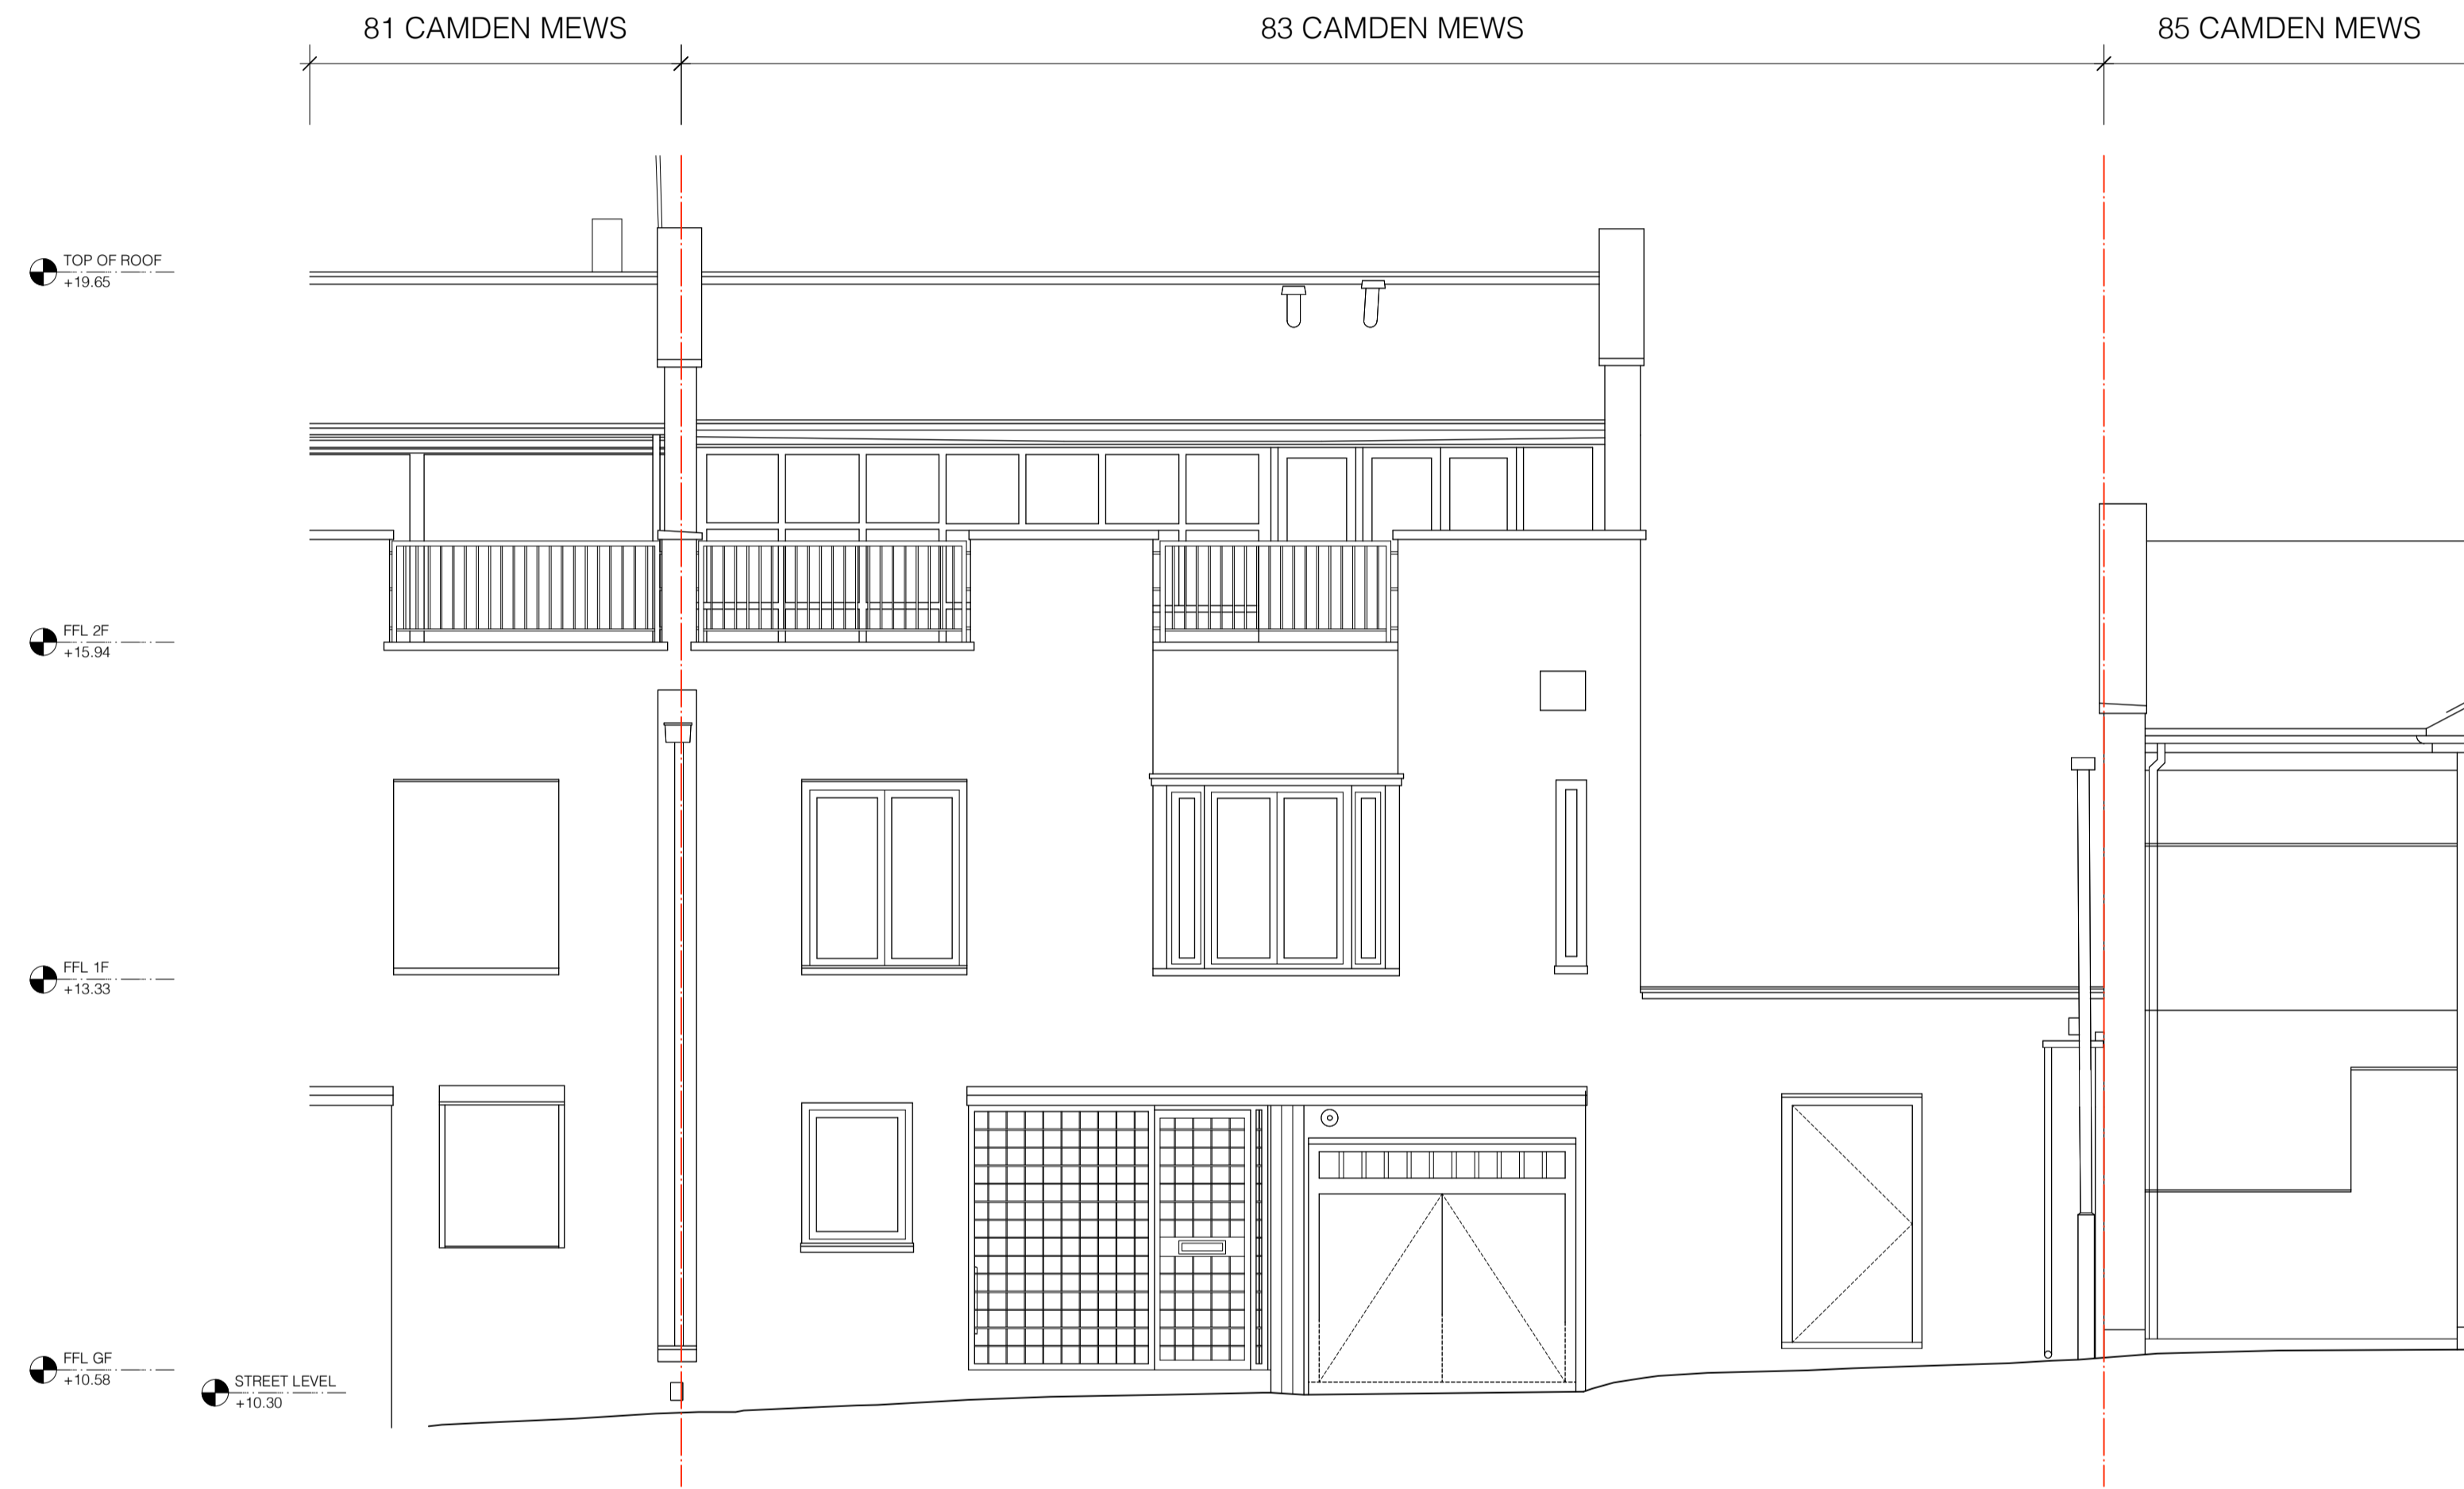 81 CAMDEN MEWS
83 CAMDEN MEWS
85 CAMDEN MEWS
TOP OF ROOF
+19.65
FFL 2F
+15.94
FFL 1F
+13.33
FFL GF
+10.58
STREET LEVEL
+10.30